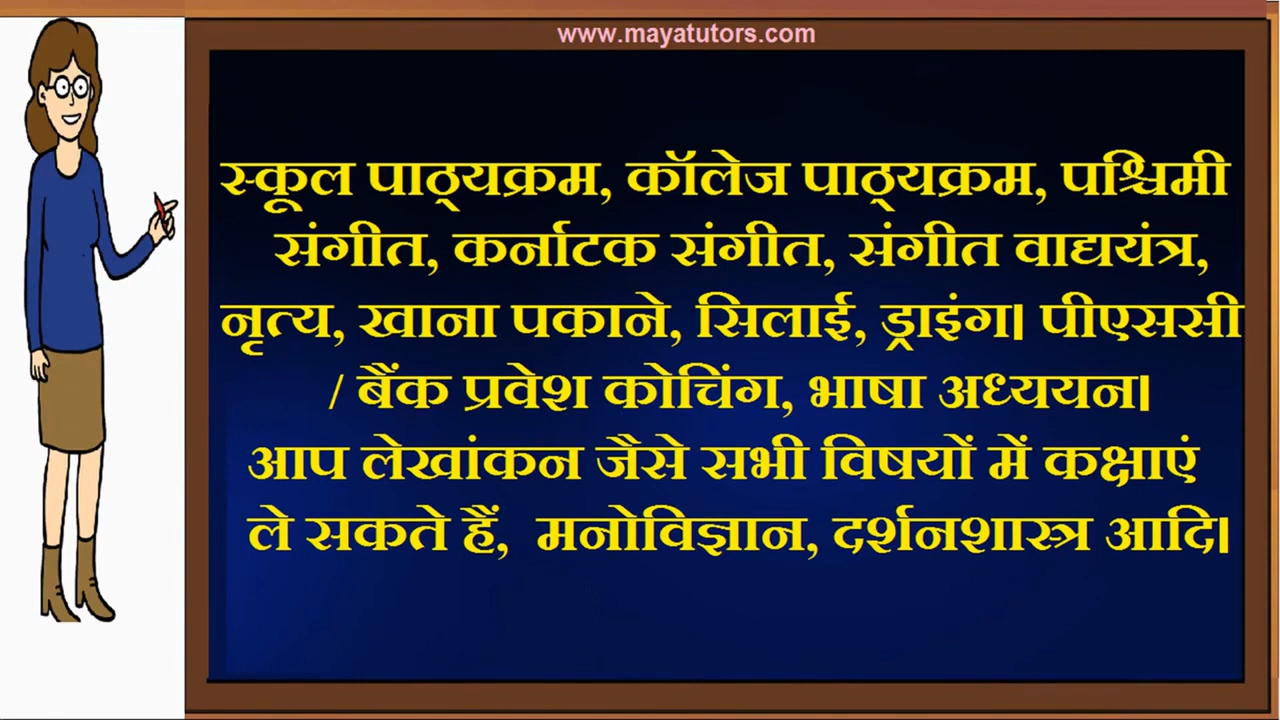 www.mayatutors.com
स्कूल पाठ्यक्रम, कॉलेज पाठ्यक्रम, पश्चिमी
संगीत, कर्नाटक संगीत, संगीत वाद्ययंत्र,
नृत्य, खाना पकाने, सिलाई, ड्राइंग। पीएससी
/ बैंक प्रवेश कोचिंग, भाषा अध्ययन।
आप लेखांकन जैसे सभी विषयों में कक्षाएं
ले सकते हैं, मनोविज्ञान, दर्शनशास्त्र आदि।